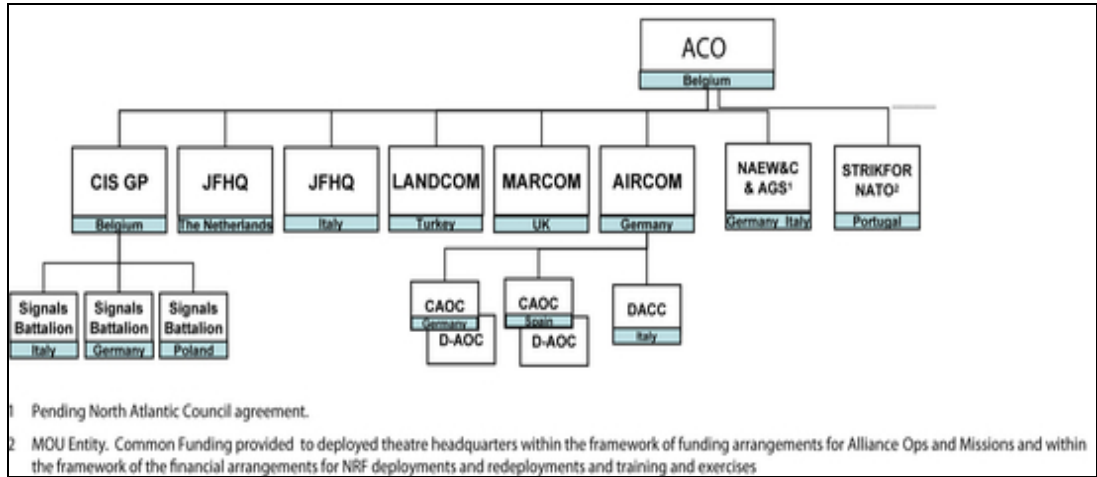 ACO
Belgium
CIS GP
Belgium
JFHQ
The Netherlands
JFHQ
Italy
LANDCOM
Turkey
MARCOM
UK
AIRCOM
Germany
NAEW&C
& AGS¹
Germany Italy
STRIKFOR
NATO²
Portugal
Signals
Battalion
Italy
Signals
Battalion
Germany
Signals
Battalion
Poland
CAOC
Germany
D-AOC
CAOC
Spain
D-AOC
DACC
Italy
1 Pending North Atlantic Council agreement.
2 MOU Entity. Common Funding provided to deployed theatre headquarters within the framework of funding arrangements for Alliance Ops and Missions and within
the framework of the financial arrangements for NRF deployments and redeployments and training and exercises